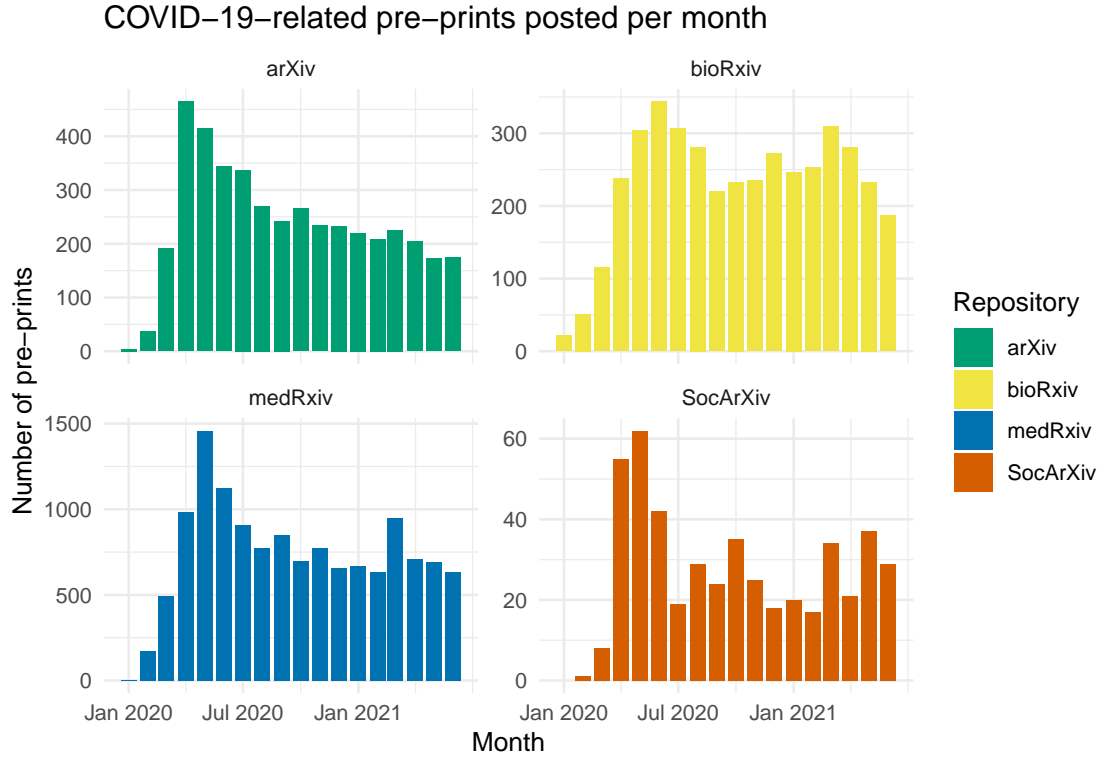 COVID−19−related pre−prints posted per month
arXiv
bioRxiv
400
300
200
100
0
300
200
100
0
medRxiv
SocArXiv
1500
1000
500
0
60
40
20
0
Jan 2020
Jul 2020
Jan 2021
Jan 2020
Jul 2020
Jan 2021
Month
Number of pre−prints
Repository
arXiv
bioRxiv
medRxiv
SocArXiv